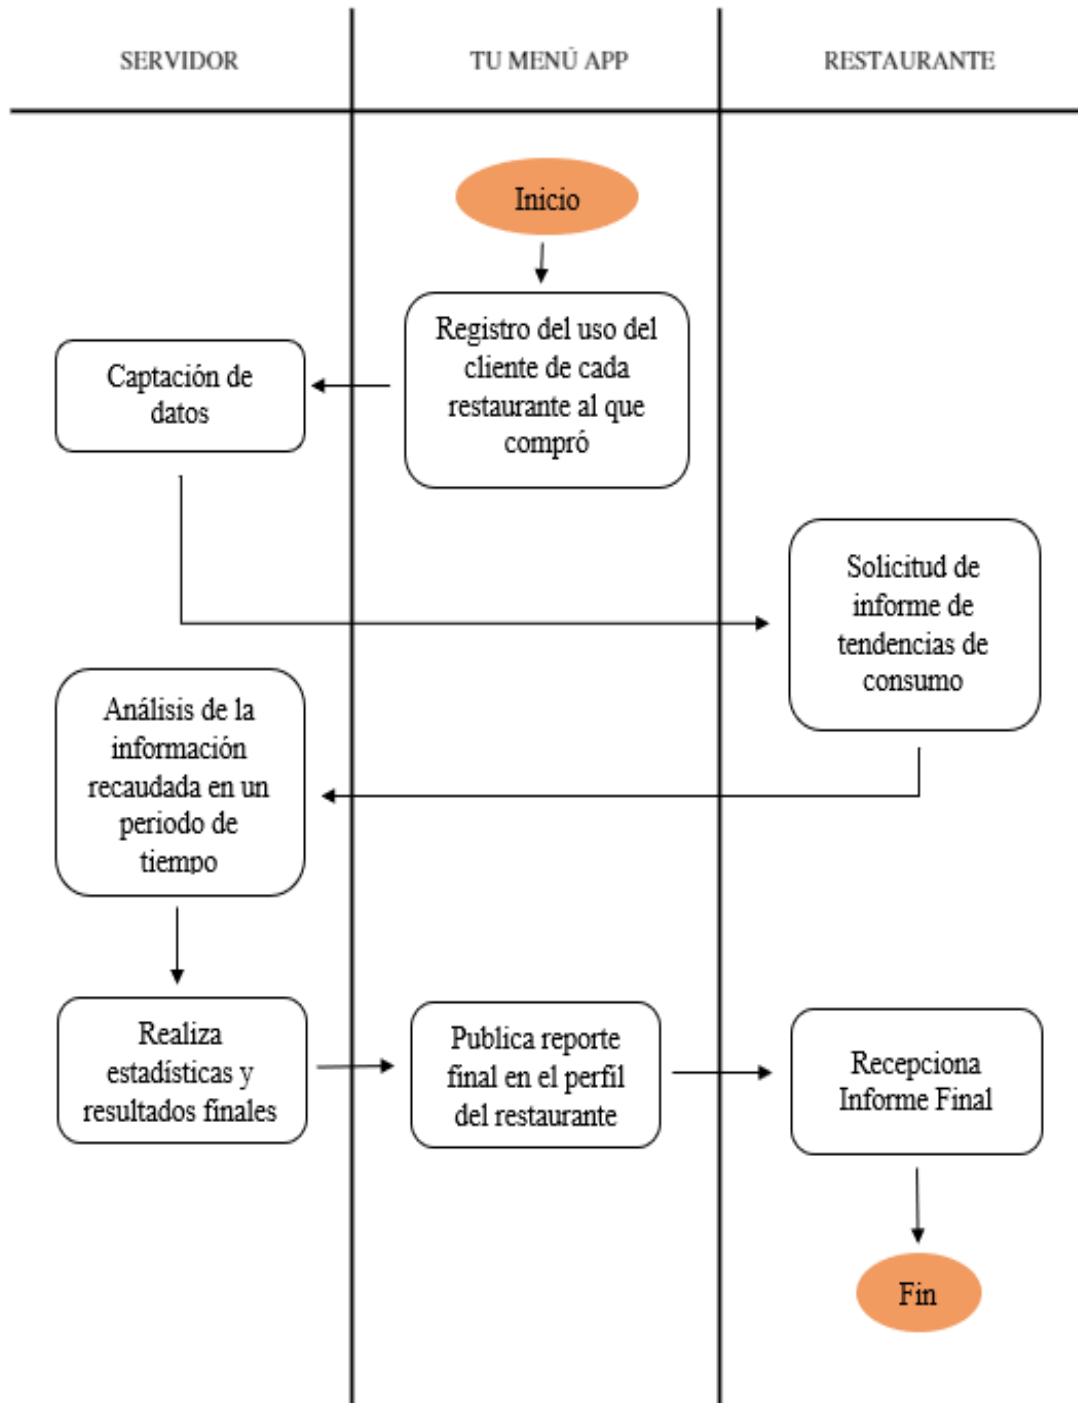 SERVIDOR
TU MENÚ APP
RESTAURANTE
Inicio
Registro del uso del
cliente de cada
restaurante al que
compró
Captación de
datos
Solicitud de
informe de
tendencias de
consumo
Análisis de la
información
recaudada en un
periodo de
tiempo
Realiza
estadísticas y
resultados finales
Publica reporte
final en el perfil
del restaurante
Recepciona
Informe Final
Fin